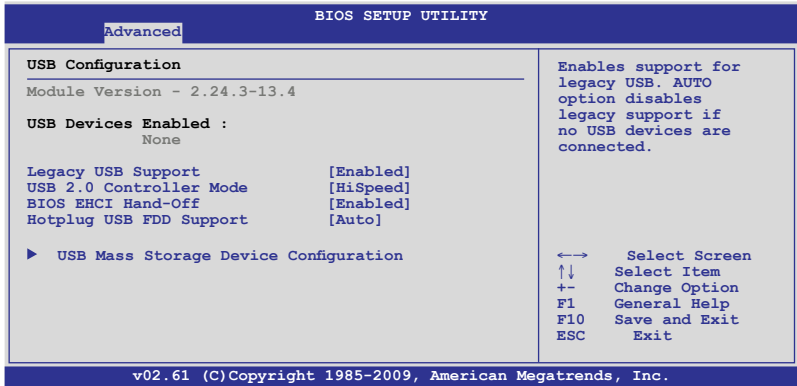 BIOS SETUP UTILITY
Advanced
USB Configuration
Module Version - 2.24.3-13.4
USB Devices Enabled :
None
Legacy USB Support [Enabled]
USB 2.0 Controller Mode [HiSpeed]
BIOS EHCI Hand-Off [Enabled]
Hotplug USB FDD Support [Auto]
▶ USB Mass Storage Device Configuration
Enables support for
legacy USB. AUTO
option disables
legacy support if
no USB devices are
connected.
←→ Select Screen
↑↓ Select Item
+- Change Option
F1 General Help
F10 Save and Exit
ESC Exit
v02.61 (C)Copyright 1985-2009, American Megatrends, Inc.